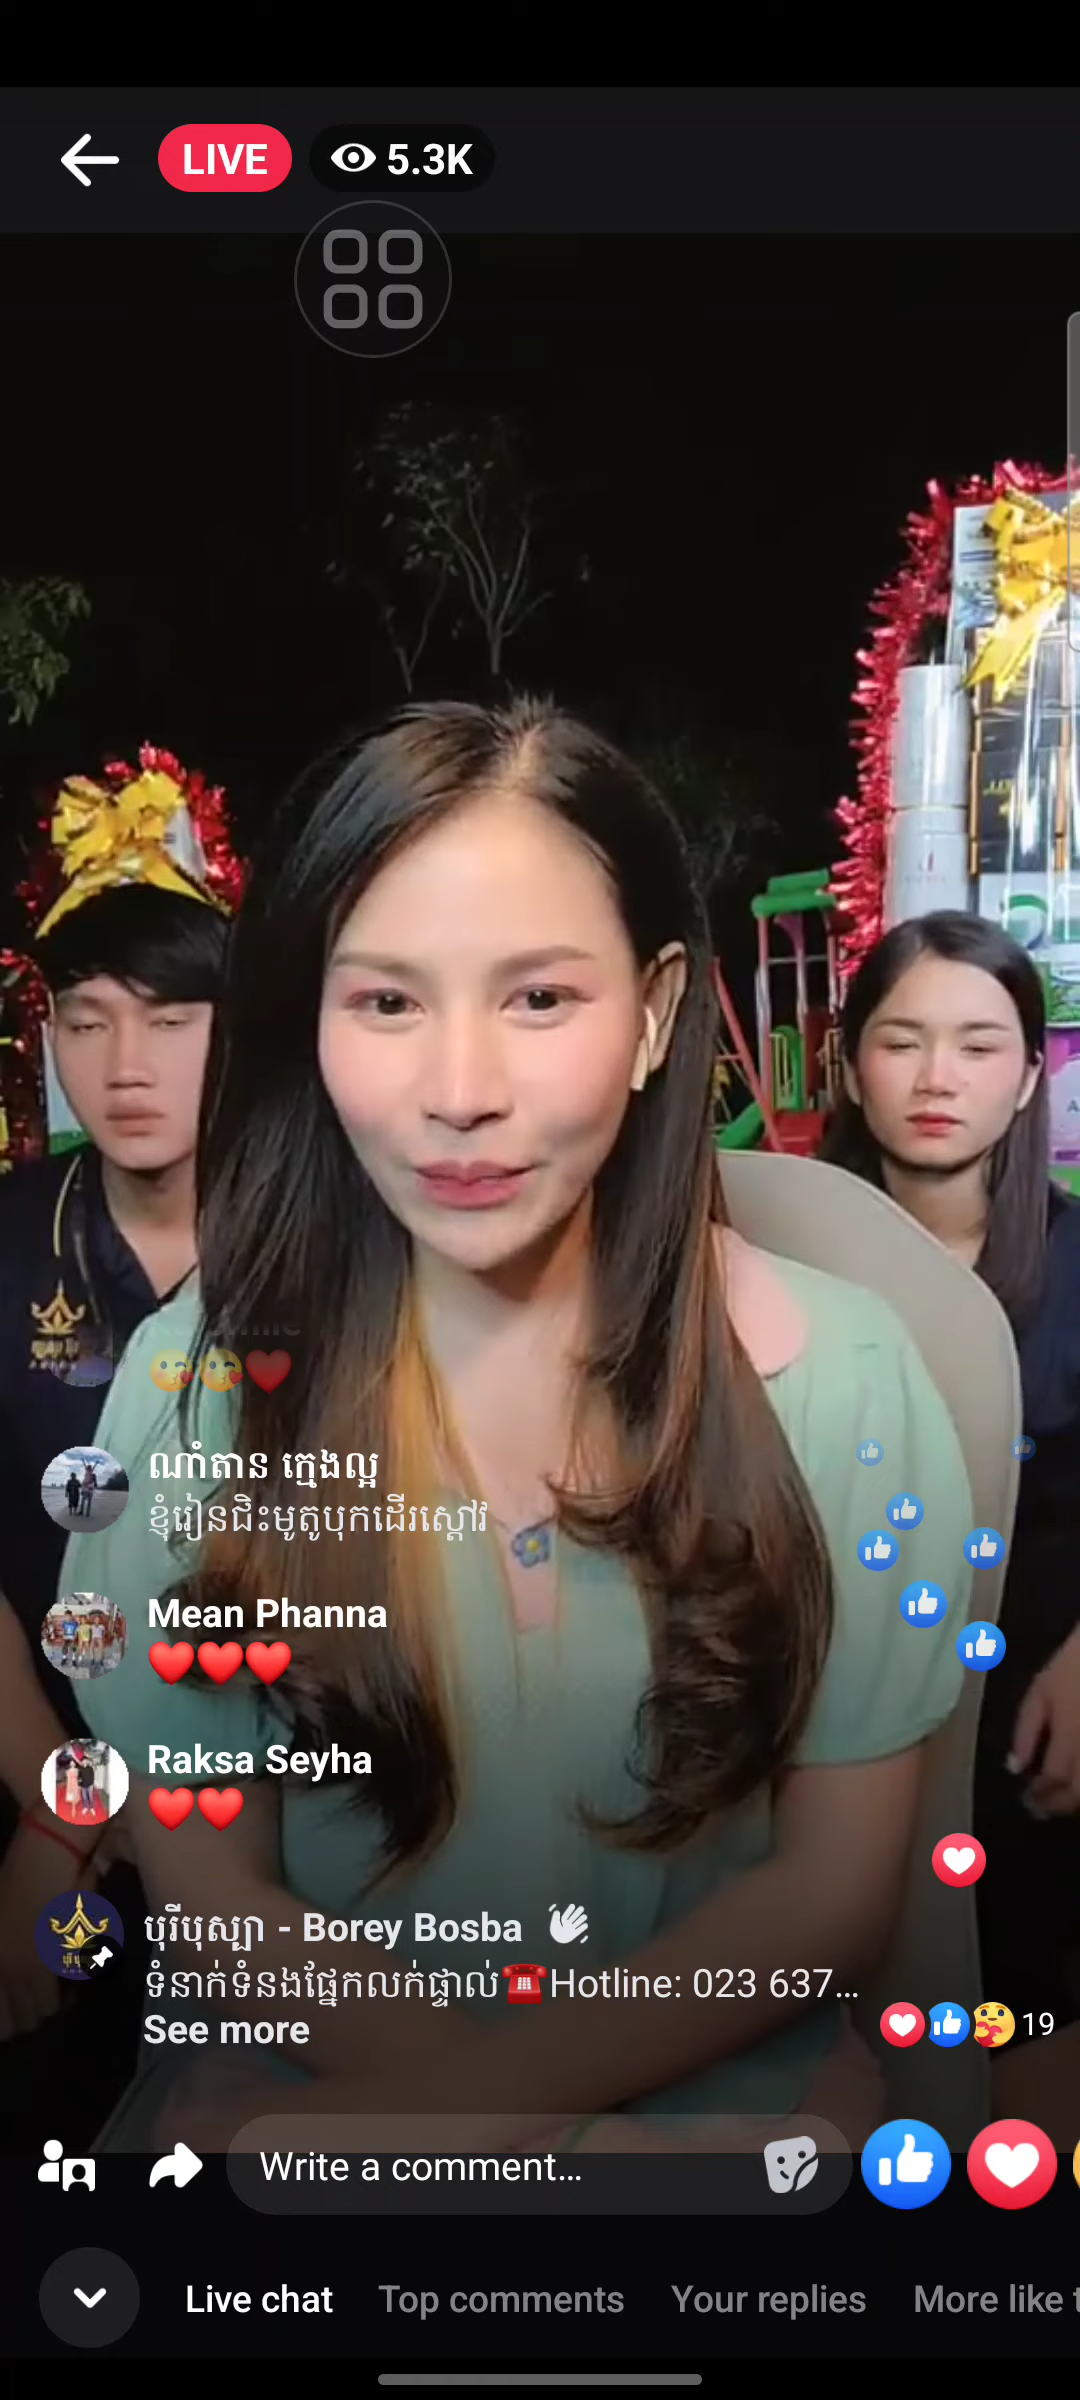 LIVE
5.3K
ណាំតាន ក្មេងល្អ
ខ្ញុំរៀនជិះមូតូបុកដើរស្ដៅវ
Mean Phanna
Raksa Seyha
បុរីបុស្បា - Borey Bosba
ទំនាក់ទំនងផ្នែកលក់ផ្ទាល់☎️Hotline: 023 637...
See more
19
Write a comment...
Live chat
Top comments
Your replies
More like